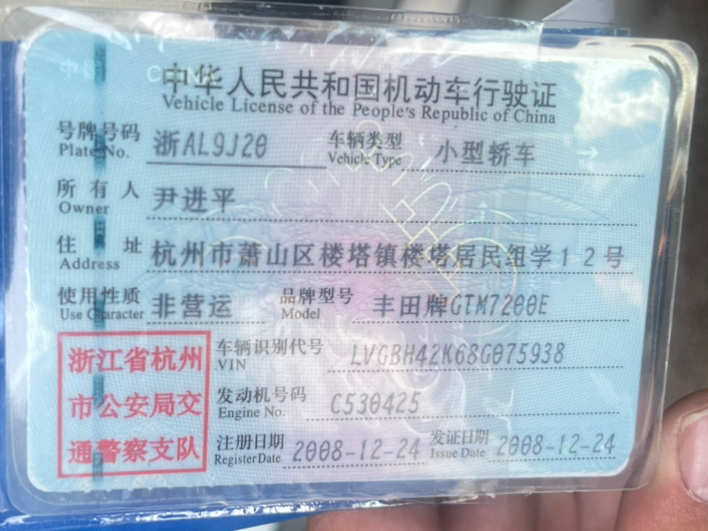 中华人民共和国机动车行驶证
Vehicle License of the People's Republic of China
号牌号码 浙AL9J20 车辆类型 小型轿车
Plate No. Vehicle Type
所有人 尹进平
Owner
住址 杭州市萧山区楼塔镇楼塔居民组学12号
Address
使用性质 非营运 品牌型号 丰田牌GTM7200E
Use Character Model
浙江省杭州 车辆识别代号 LVGBH42K68G075938
VIN
市公安局交 发动机号码 C530425
Engine No.
通警察支队 注册日期 2008-12-24 发证日期 2008-12-24
Register Date Issue Date